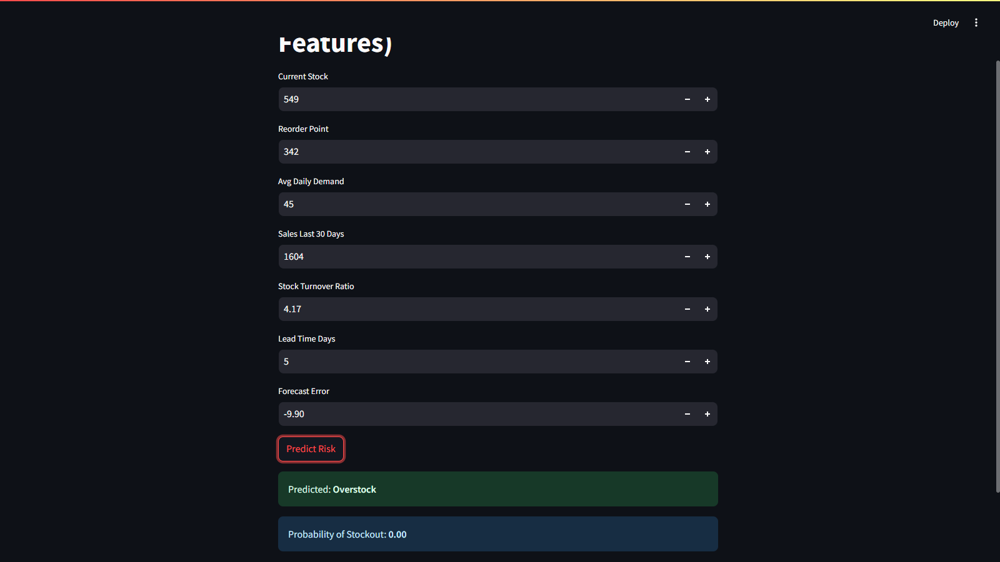 Deploy
Features)
Current Stock
549
Reorder Point
342
Avg Daily Demand
45
Sales Last 30 Days
1604
Stock Turnover Ratio
4.17
Lead Time Days
5
Forecast Error
-9.90
Predict Risk
Predicted: Overstock
Probability of Stockout: 0.00